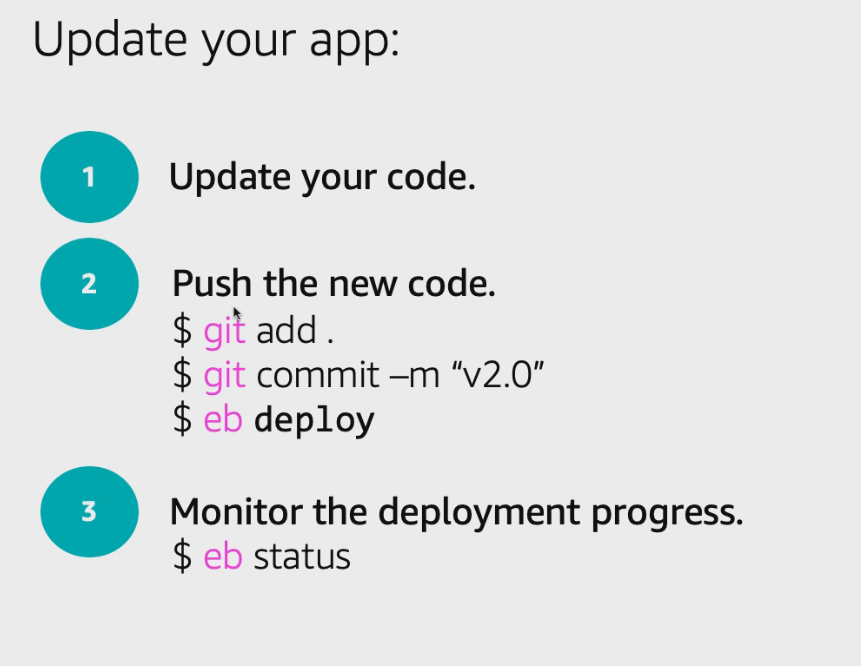 Update your app:
1
Update your code.
2
Push the new code.
$ git add .
$ git commit –m “v2.0”
$ eb deploy
3
Monitor the deployment progress.
$ eb status